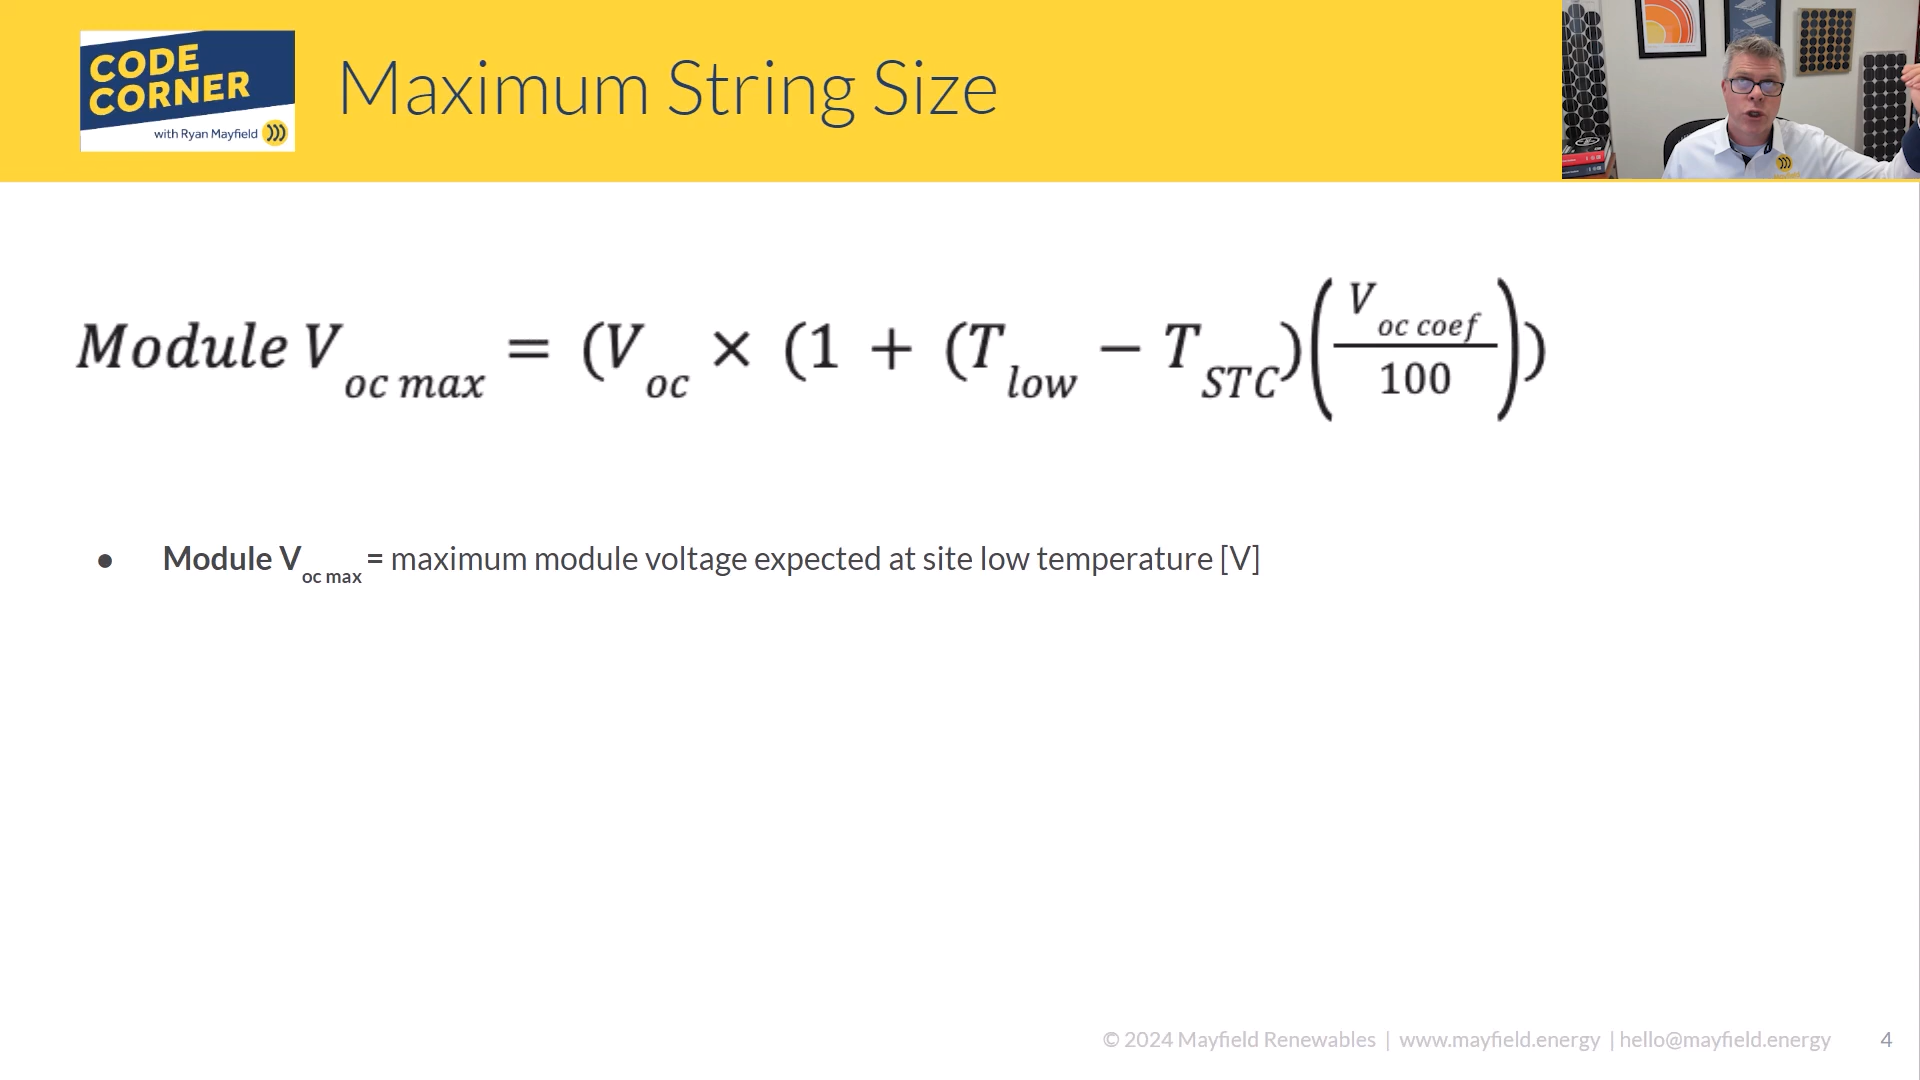 CODE
CORNER
with Ryan Mayfield
Maximum String Size
Module V oc max = (V oc × (1 + (T low − T STC)(V oc coef / 100))
● Module V oc max = maximum module voltage expected at site low temperature [V]
© 2024 Mayfield Renewables | www.mayfield.energy | hello@mayfield.energy 4